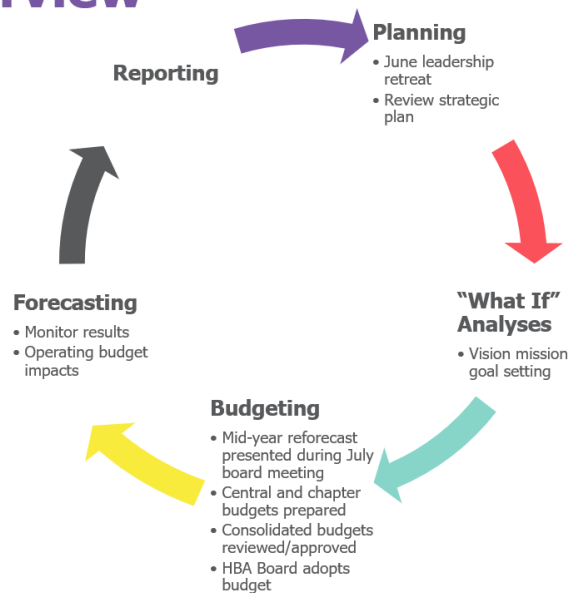 Reporting
Planning
• June leadership
retreat
• Review strategic
plan
"What If"
Analyses
• Vision mission
goal setting
Budgeting
• Mid-year reforecast
presented during July
board meeting
• Central and chapter
budgets prepared
• Consolidated budgets
reviewed/approved
• HBA Board adopts
budget
Forecasting
• Monitor results
• Operating budget
impacts